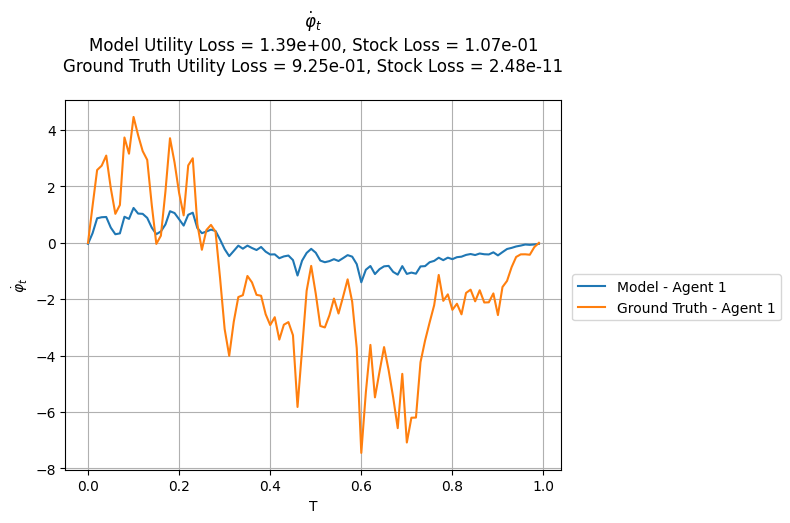 φ̇ₜ
Model Utility Loss = 1.39e+00, Stock Loss = 1.07e-01
Ground Truth Utility Loss = 9.25e-01, Stock Loss = 2.48e-11
4
2
0
−2
−4
−6
−8
φ̇ₜ
0.0 0.2 0.4 0.6 0.8 1.0
T
Model - Agent 1
Ground Truth - Agent 1